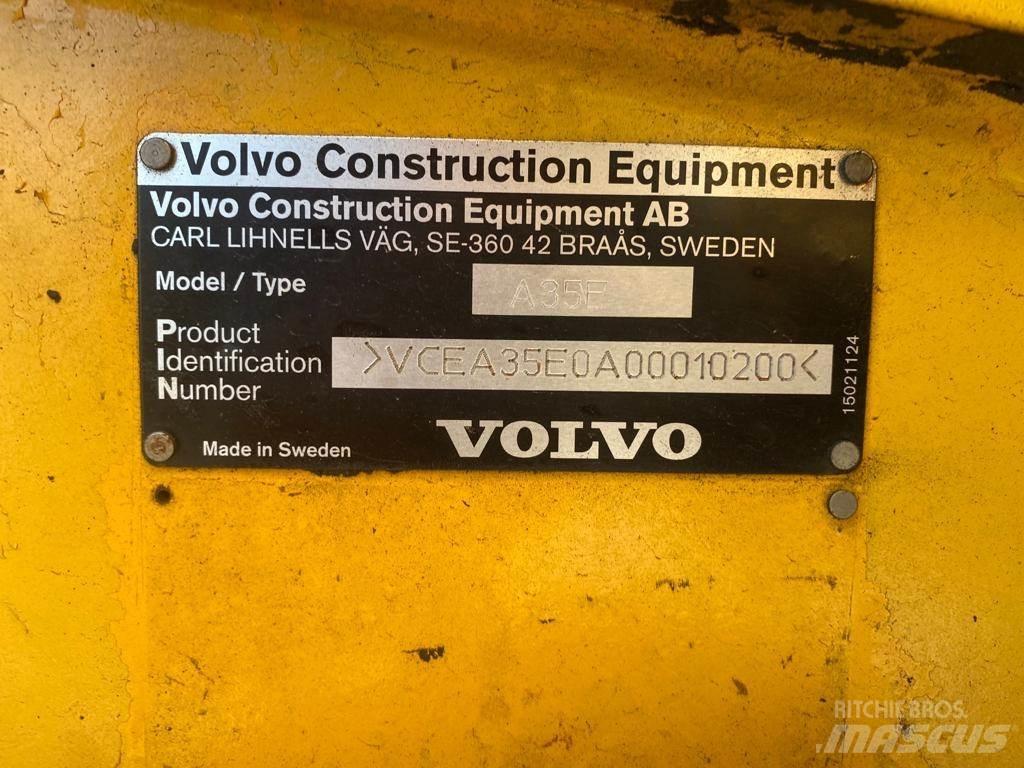 Volvo Construction Equipment
Volvo Construction Equipment AB
CARL LIHNELLS VÄG, SE-360 42 BRAÅS, SWEDEN
Model / Type A35E
Product
Identification
Number
>VCEA35E0A00010200<
15021124
Made in Sweden
VOLVO
RITCHIE BROS.
MASCUS